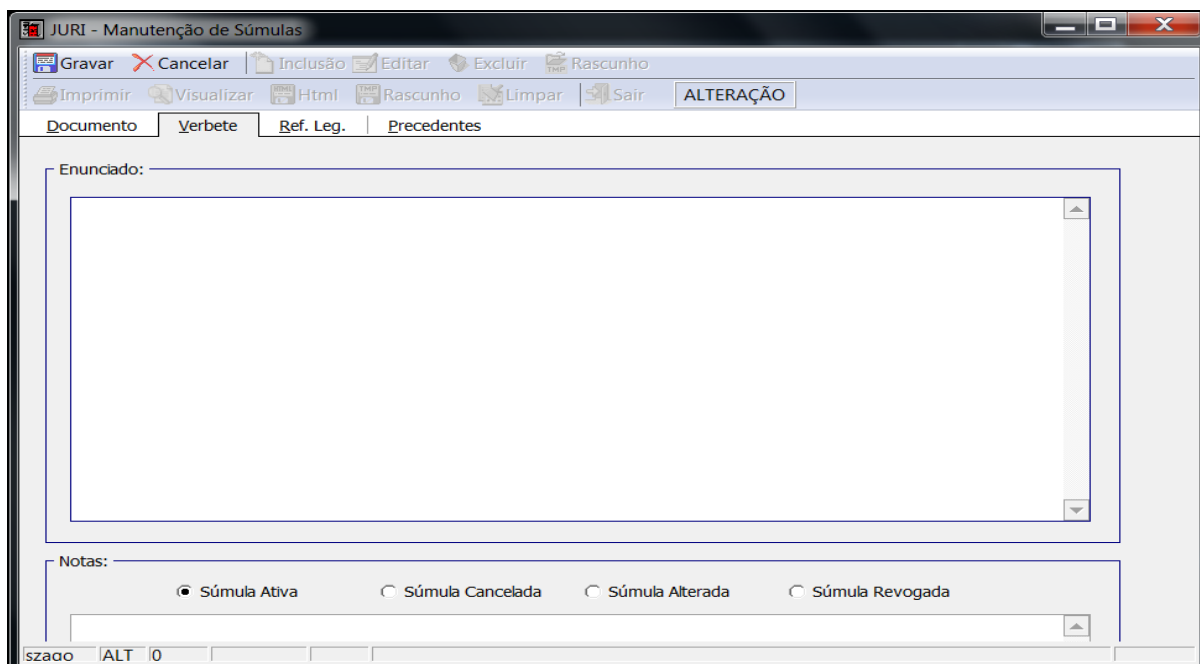 JURI - Manutenção de Súmulas
Gravar Cancelar Inclusão Editar Excluir Rascunho
Imprimir Visualizar Html Rascunho Limpar Sair ALTERAÇÃO
Documento Verbete Ref. Leg. Precedentes
Enunciado:
Notas:
Súmula Ativa Súmula Cancelada Súmula Alterada Súmula Revogada
szago ALT 0